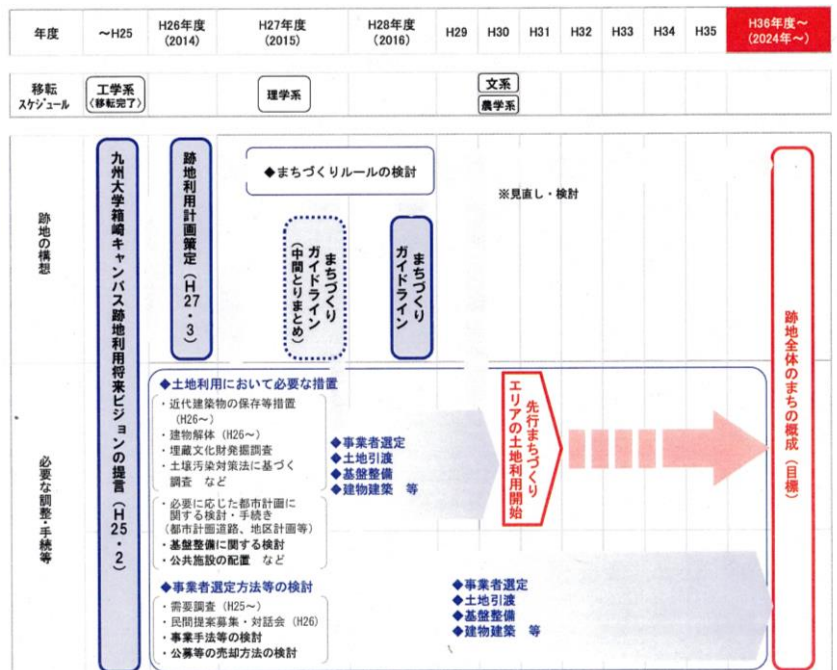 年度
～H25
H26年度
(2014)
H27年度
(2015)
H28年度
(2016)
H29
H30
H31
H32
H33
H34
H35
H36年度～
(2024年～)
移転
スケジュール
工学系
〈移転完了〉
理学系
文系
農学系
跡地の構想
九州大学箱崎キャンパス跡地利用将来ビジョンの提言（H25・2）
跡地利用計画策定（H27・3）
◆まちづくりルールの検討
まちづくり
ガイドライン
（中間とりまとめ）
まちづくり
ガイドライン
※見直し・検討
跡地全体のまちの概成（目標）
必要な調整・手続等
◆土地利用において必要な措置
・近代建築物の保存等措置
(H26～)
・建物解体（H26～）
・埋蔵文化財発掘調査
・土壌汚染対策法に基づく
調査　など
・必要に応じた都市計画に
関する検討・手続き
（都市計画道路、地区計画等）
・基盤整備に関する検討
・公共施設の配置　など
◆事業者選定
◆土地引渡
◆基盤整備
◆建物建築　等
先行まちづくり
エリアの土地利用開始
◆事業者選定方法等の検討
・需要調査（H25～）
・民間提案募集・対話会（H26）
・事業手法等の検討
・公募等の売却方法の検討
◆事業者選定
◆土地引渡
◆基盤整備
◆建物建築　等